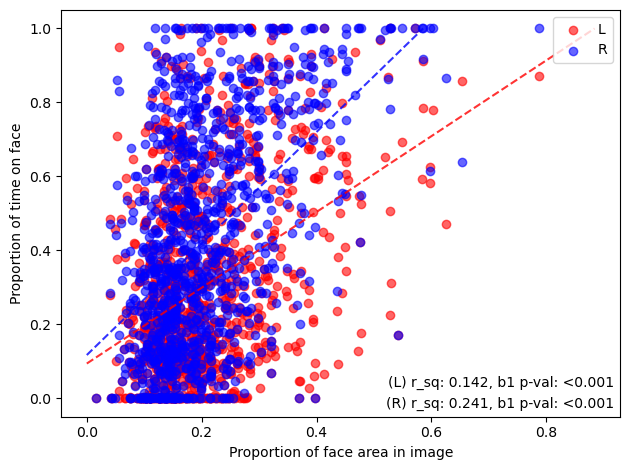 1.0
0.8
0.6
0.4
0.2
0.0
Proportion of time on face
L
R
(L) r_sq: 0.142, b1 p-val: <0.001
(R) r_sq: 0.241, b1 p-val: <0.001
0.0 0.2 0.4 0.6 0.8
Proportion of face area in image